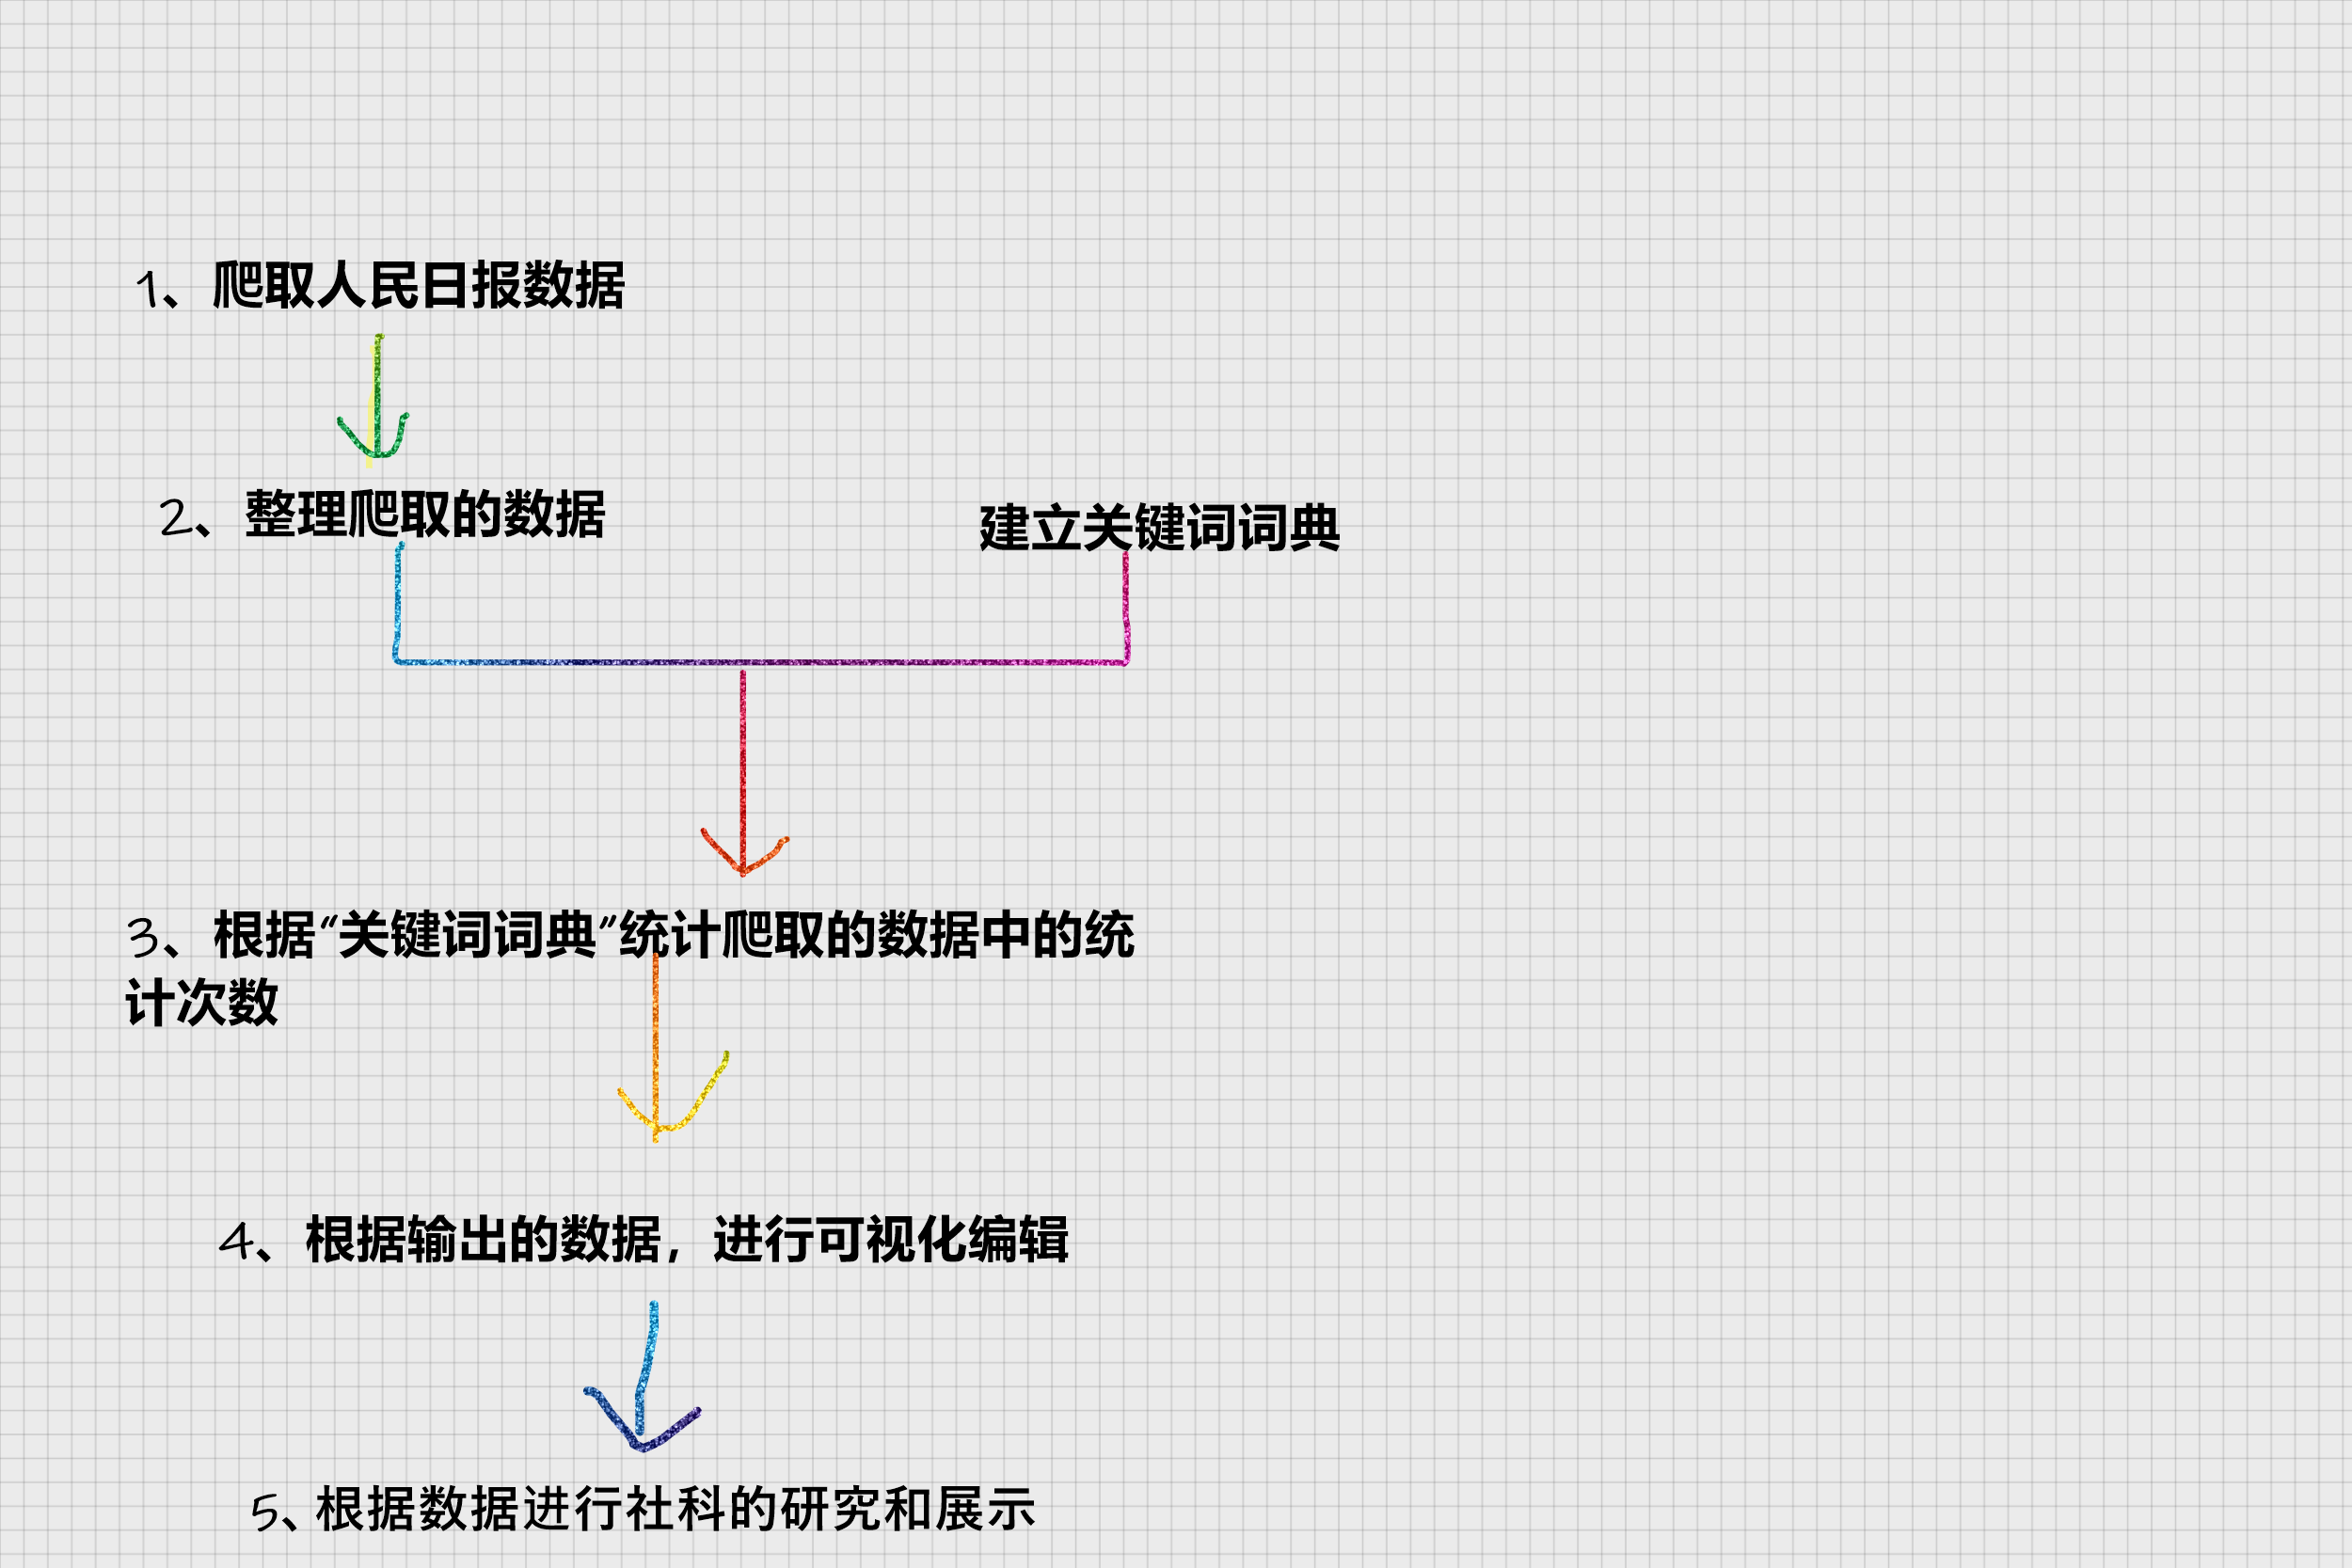 1、爬取人民日报数据
2、整理爬取的数据
建立关键词词典
3、根据“关键词词典”统计爬取的数据中的统
计次数
4、根据输出的数据，进行可视化编辑
5、根据数据进行社科的研究和展示